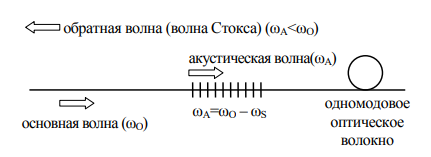 обратная волна (волна Стокса) (ωA<ωO)
акустическая волна(ωA)
ωA=ωO – ωS
основная волна (ωO)
одномодовое
оптическое
волокно